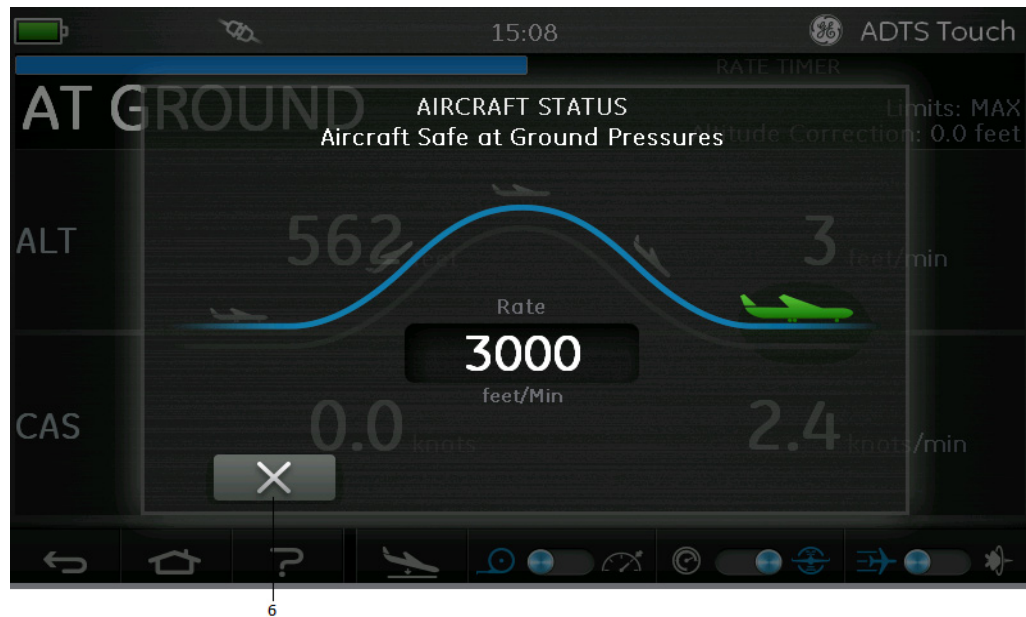 15:08
ADTS Touch
RATE TIMER
AT GROUND
AIRCRAFT STATUS
Limits: MAX
Aircraft Safe at Ground Pressures
Altitude Correction: 0.0 feet
ALT
562 feet
3 feet/min
Rate
3000
feet/Min
CAS
0.0 knots
2.4 knots/min
?
6